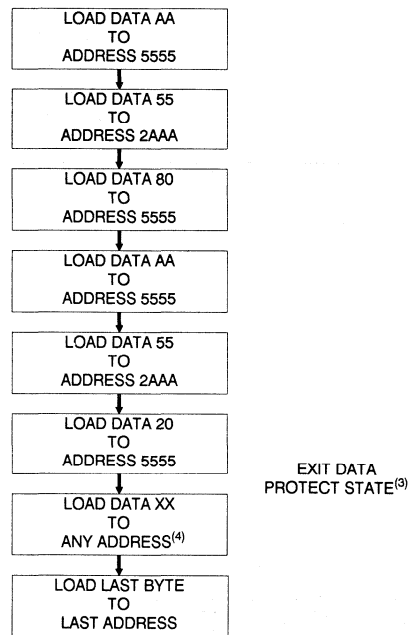 LOAD DATA AA
TO
ADDRESS 5555
LOAD DATA 55
TO
ADDRESS 2AAA
LOAD DATA 80
TO
ADDRESS 5555
LOAD DATA AA
TO
ADDRESS 5555
LOAD DATA 55
TO
ADDRESS 2AAA
LOAD DATA 20
TO
ADDRESS 5555
EXIT DATA
PROTECT STATE(3)
LOAD DATA XX
TO
ANY ADDRESS(4)
LOAD LAST BYTE
TO
LAST ADDRESS